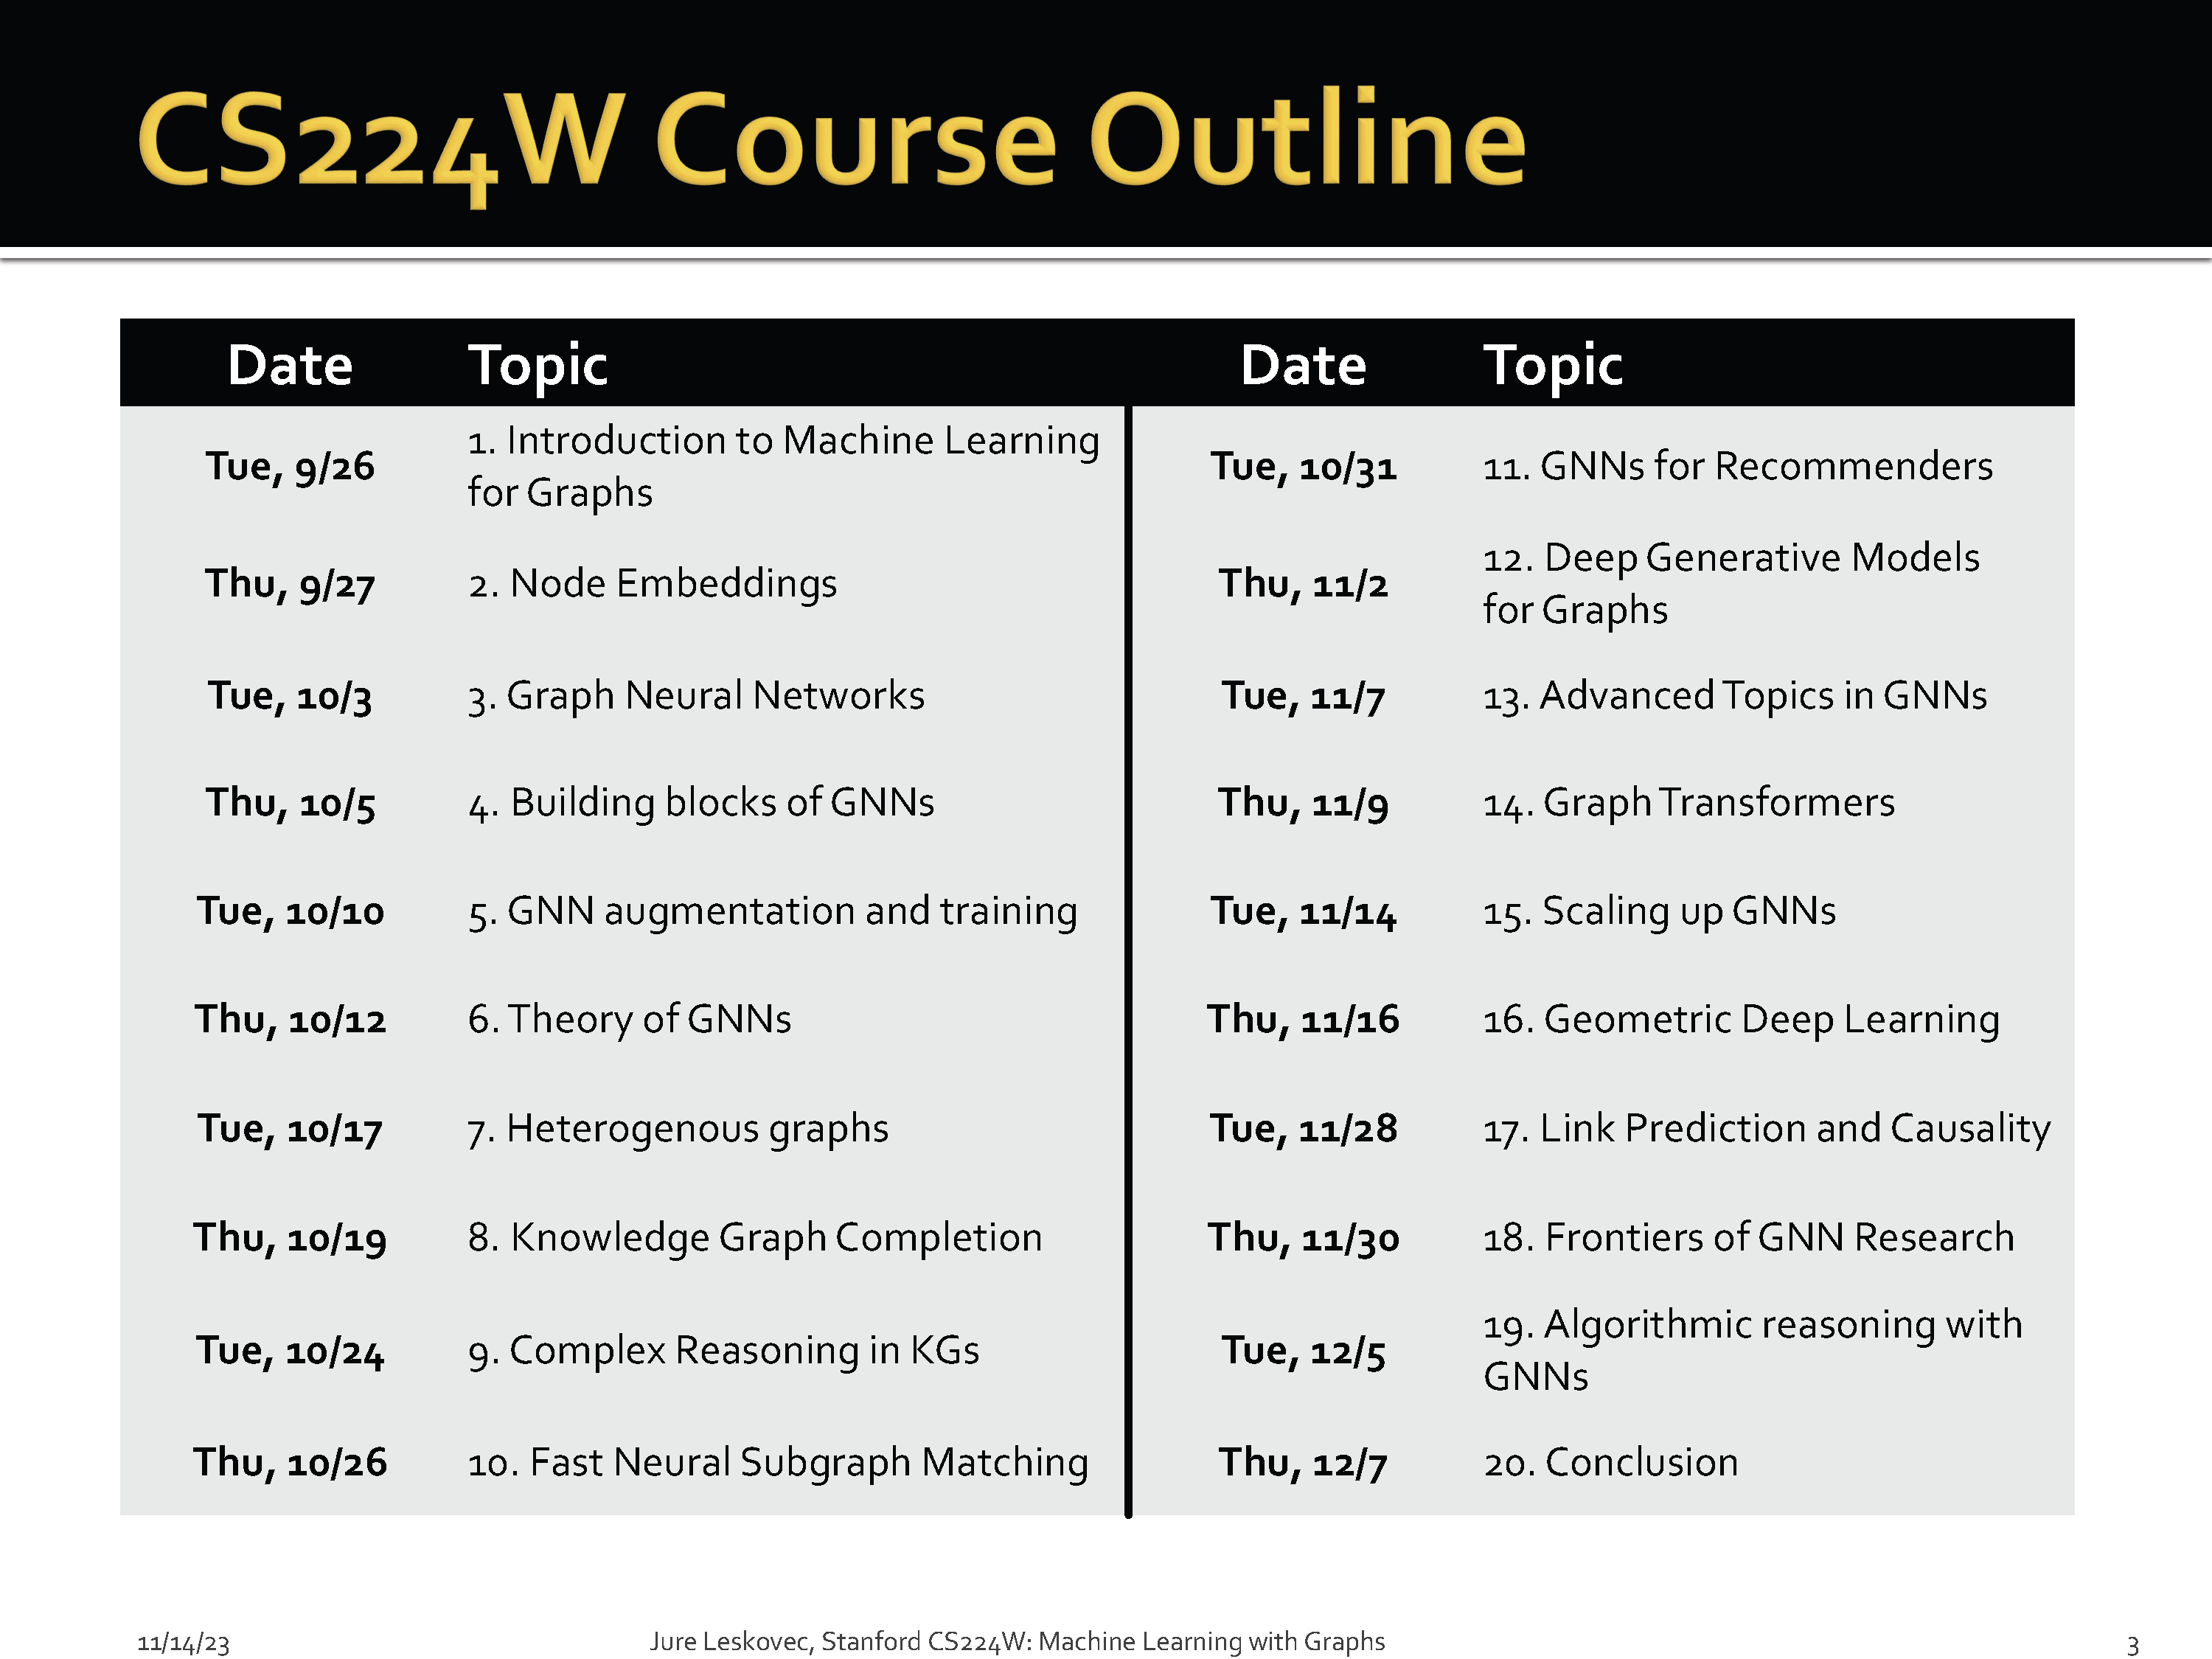 CS224W Course Outline
Date Topic Date Topic
Tue, 9/26 1. Introduction to Machine Learning
for Graphs
Tue, 10/31 11. GNNs for Recommenders
Thu, 9/27 2. Node Embeddings
Thu, 11/2 12. Deep Generative Models
for Graphs
Tue, 10/3 3. Graph Neural Networks
Tue, 11/7 13. Advanced Topics in GNNs
Thu, 10/5 4. Building blocks of GNNs
Thu, 11/9 14. Graph Transformers
Tue, 10/10 5. GNN augmentation and training
Tue, 11/14 15. Scaling up GNNs
Thu, 10/12 6. Theory of GNNs
Thu, 11/16 16. Geometric Deep Learning
Tue, 10/17 7. Heterogenous graphs
Tue, 11/28 17. Link Prediction and Causality
Thu, 10/19 8. Knowledge Graph Completion
Thu, 11/30 18. Frontiers of GNN Research
Tue, 10/24 9. Complex Reasoning in KGs
Tue, 12/5 19. Algorithmic reasoning with
GNNs
Thu, 10/26 10. Fast Neural Subgraph Matching
Thu, 12/7 20. Conclusion
11/14/23 Jure Leskovec, Stanford CS224W: Machine Learning with Graphs 3